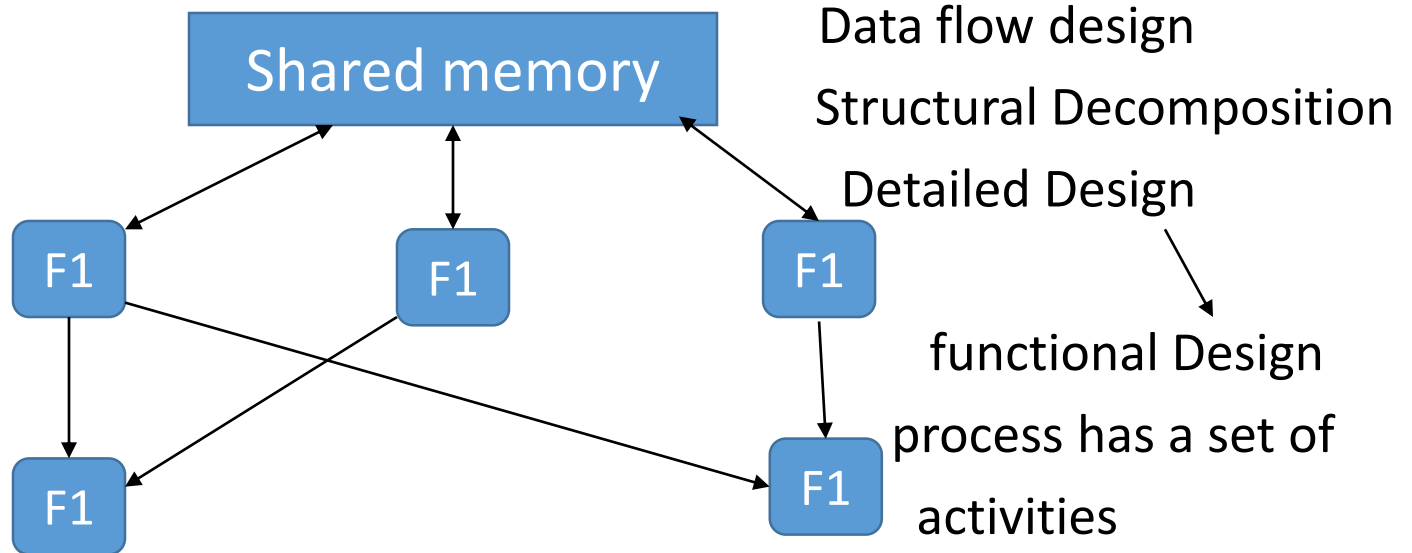 Shared memory
F1
F1
F1
F1
F1
Data flow design
Structural Decomposition
Detailed Design
functional Design
process has a set of
activities